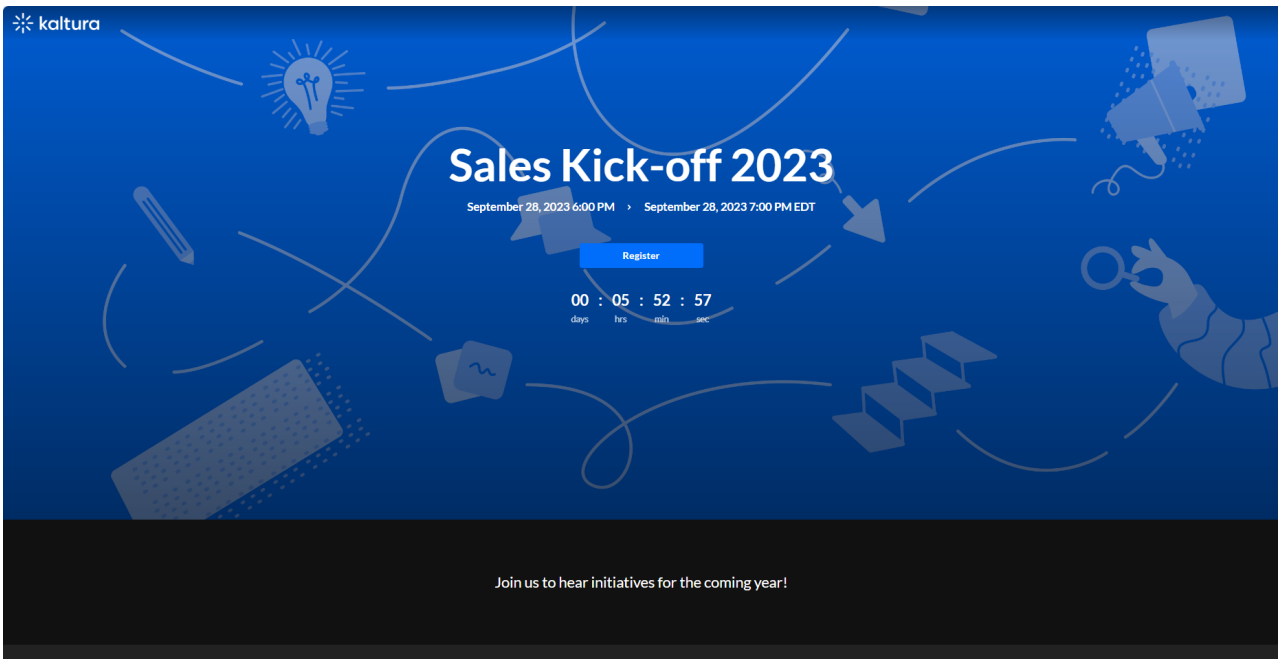 kaltura
Sales Kick-off 2023
September 28, 2023 6:00 PM › September 28, 2023 7:00 PM EDT
Register
00 : 05 : 52 : 57
days hrs min sec
Join us to hear initiatives for the coming year!